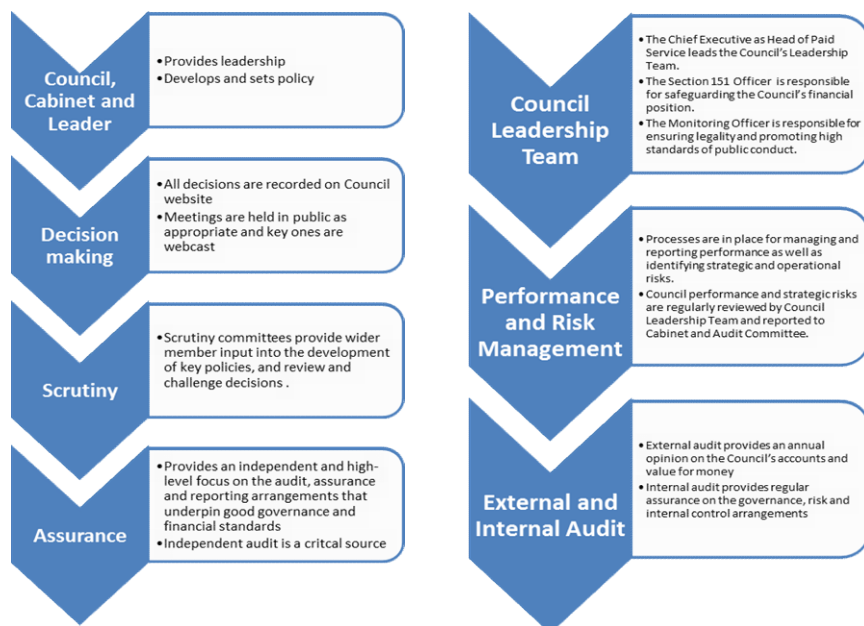 Council,
Cabinet and
Leader
•Provides leadership
•Develops and sets policy
Decision
making
•All decisions are recorded on Council
website
•Meetings are held in public as
appropriate and key ones are
webcast
Scrutiny
•Scrutiny committees provide wider
member input into the development
of key policies, and review and
challenge decisions .
Assurance
•Provides an independent and high-
level focus on the audit, assurance
and reporting arrangements that
underpin good governance and
financial standards
•Independent audit is a critcal source
Council
Leadership
Team
•The Chief Executive as Head of Paid
Service leads the Council's Leadership
Team.
•The Section 151 Officer is responsible
for safeguarding the Council's financial
position.
•The Monitoring Officer is responsible for
ensuring legality and promoting high
standards of public conduct.
Performance
and Risk
Management
•Processes are in place for managing and
reporting performance as well as
identifying strategic and operational
risks.
•Council performance and strategic risks
are regularly reviewed by Council
Leadership Team and reported to
Cabinet and Audit Committee.
External and
Internal Audit
•External audit provides an annual
opinion on the Council's accounts and
value for money
•Internal audit provides regular
assurance on the governance, risk and
internal control arrangements